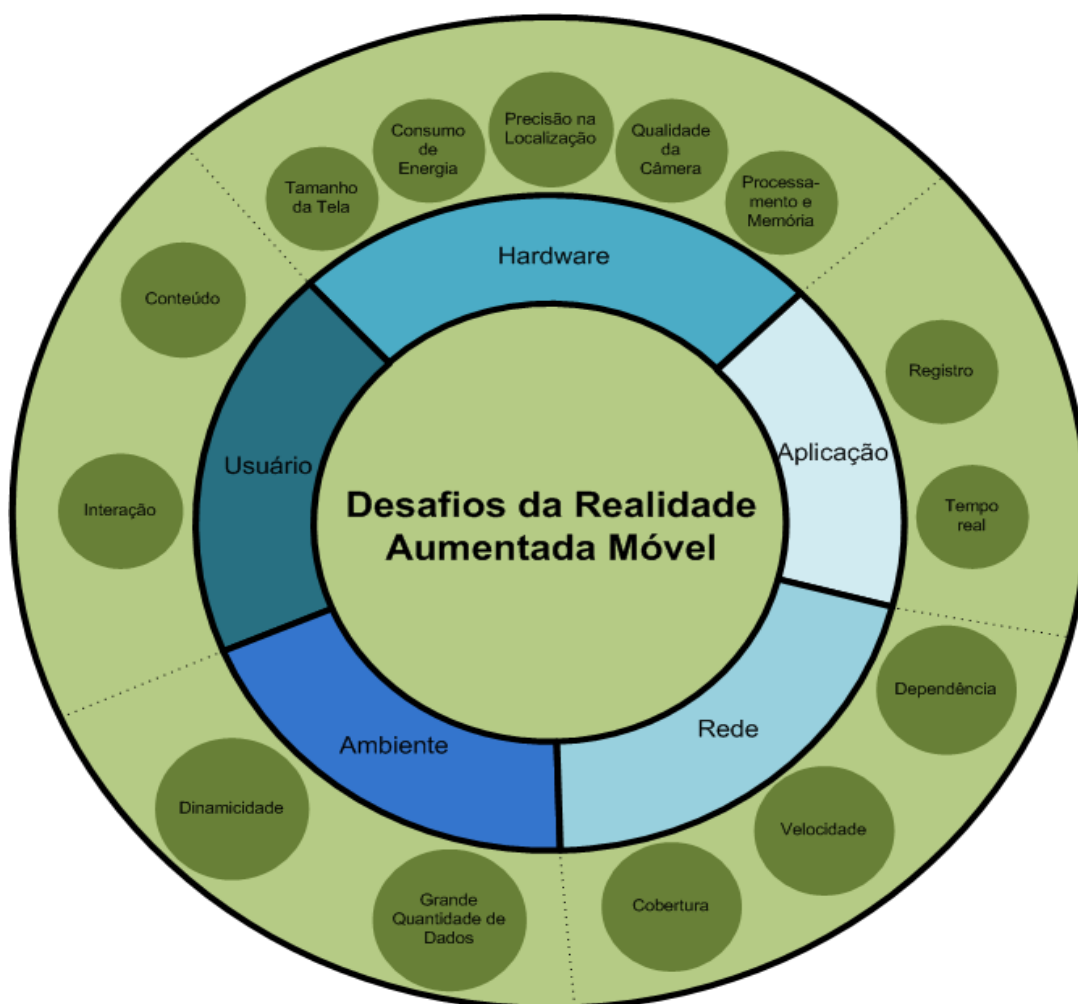 Precisão na
Localização
Consumo
de
Energia
Qualidade
da
Câmera
Tamanho
da Tela
Processa-
mento e
Memória
Hardware
Conteúdo
Registro
Usuário
Aplicação
Interação
Tempo
real
Desafios da Realidade
Aumentada Móvel
Dependência
Rede
Ambiente
Dinamicidade
Velocidade
Grande
Quantidade de
Dados
Cobertura